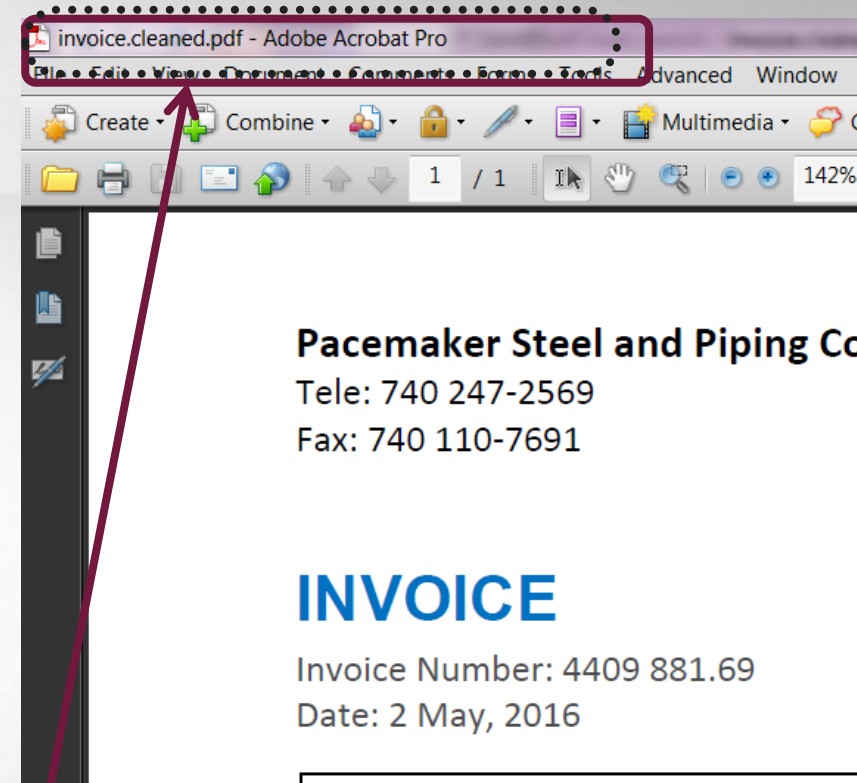 invoice.cleaned.pdf - Adobe Acrobat Pro
File Edit View Document Comments Forms Tools Advanced Window
Create Combine Multimedia
1 / 1 142%
Pacemaker Steel and Piping Co
Tele: 740 247-2569
Fax: 740 110-7691
INVOICE
Invoice Number: 4409 881.69
Date: 2 May, 2016